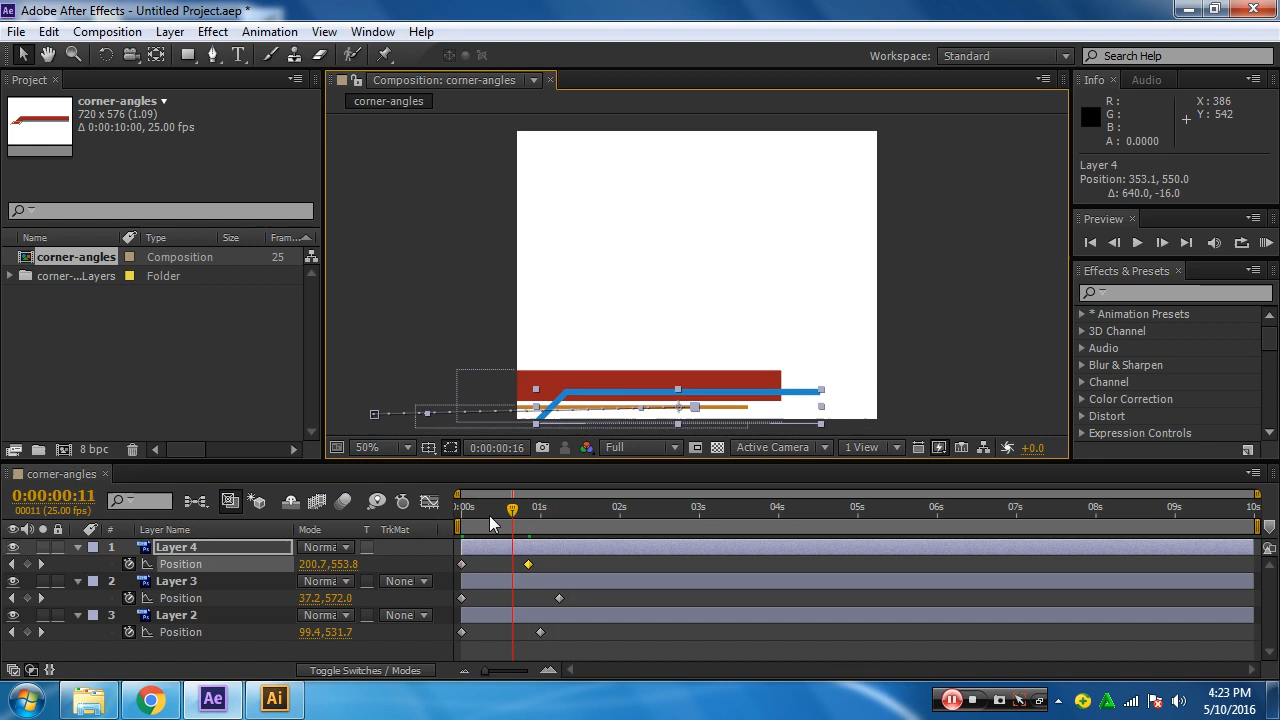 Ae Adobe After Effects - Untitled Project.aep *
File Edit Composition Layer Effect Animation View Window Help
Workspace: Standard Search Help
Project × Composition: corner-angles × Info × Audio
corner-angles
720 x 576 (1.09)
Δ 0:00:10:00, 25.00 fps
corner-angles
R :
G :
B :
A : 0.0000
X : 386
Y : 542
Layer 4
Position: 353.1, 550.0
Δ: 640.0, -16.0
Name Type Size Fram...
corner-angles Composition 25
corner-...Layers Folder
Preview ×
Effects & Presets ×
* Animation Presets
3D Channel
Audio
Blur & Sharpen
Channel
Color Correction
Distort
Expression Controls
8 bpc
50% 0:00:00:16 Full Active Camera 1 View +0.0
corner-angles ×
0:00:00:11
00011 (25.00 fps)
0:00s 01s 02s 03s 04s 05s 06s 07s 08s 09s 10s
# Layer Name Mode T TrkMat
1 Layer 4 Norma
Position 200.7,553.8
2 Layer 3 Norma None
Position 37.2,572.0
3 Layer 2 Norma None
Position 99.4,531.7
Toggle Switches / Modes
Ae Ai
4:23 PM
5/10/2016